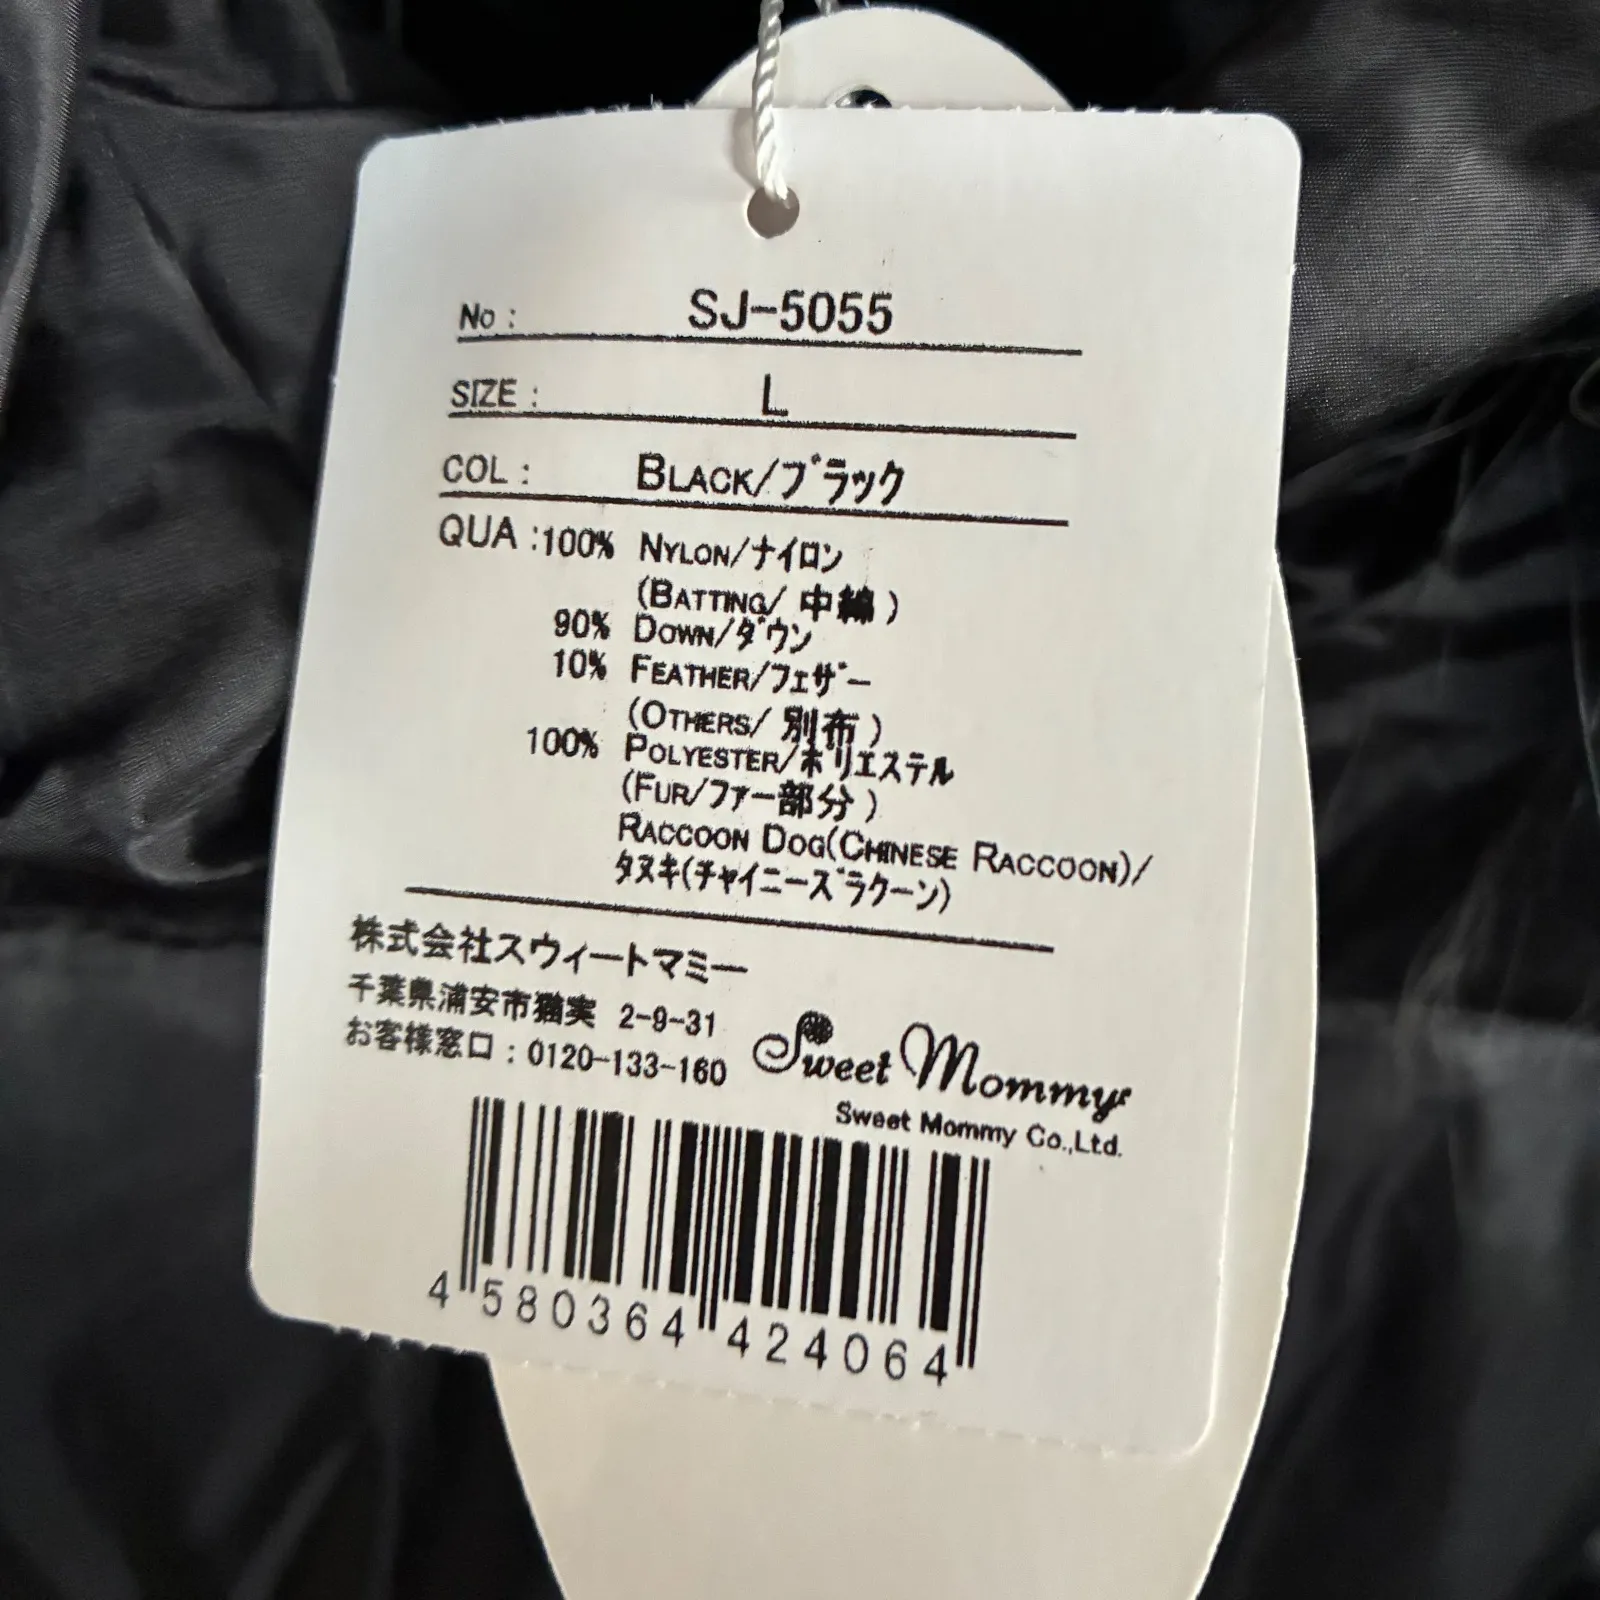 No : SJ-5055
SIZE : L
COL : BLACK/ブラック
QUA :100% NYLON/ナイロン
(BATTING/ 中綿 )
90% DOWN/ダウン
10% FEATHER/フェザー
(OTHERS/ 別布 )
100% POLYESTER/ポリエステル
(FUR/ファー部分 )
RACCOON DOG(CHINESE RACCOON)/
タヌキ(チャイニーズラクーン)
株式会社スウィートマミー
千葉県浦安市猫実 2-9-31
お客様窓口 : 0120-133-160
Sweet Mommy
Sweet Mommy Co.,Ltd.
4 580364 424064